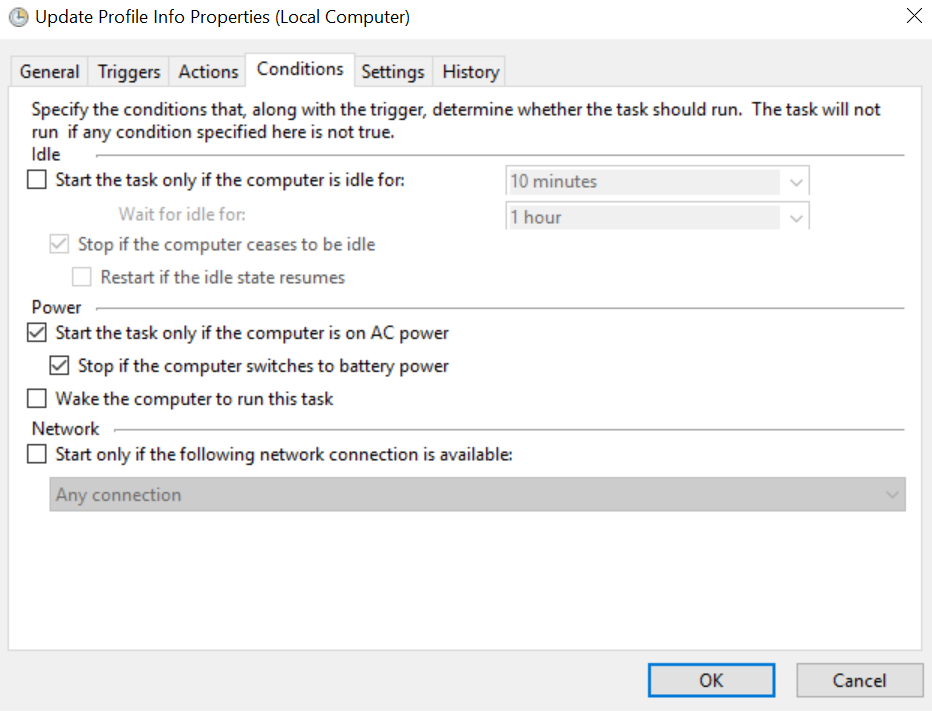 Update Profile Info Properties (Local Computer)
General Triggers Actions Conditions Settings History
Specify the conditions that, along with the trigger, determine whether the task should run. The task will not
run if any condition specified here is not true.
Idle
Start the task only if the computer is idle for: 10 minutes
Wait for idle for: 1 hour
Stop if the computer ceases to be idle
Restart if the idle state resumes
Power
Start the task only if the computer is on AC power
Stop if the computer switches to battery power
Wake the computer to run this task
Network
Start only if the following network connection is available:
Any connection
OK Cancel